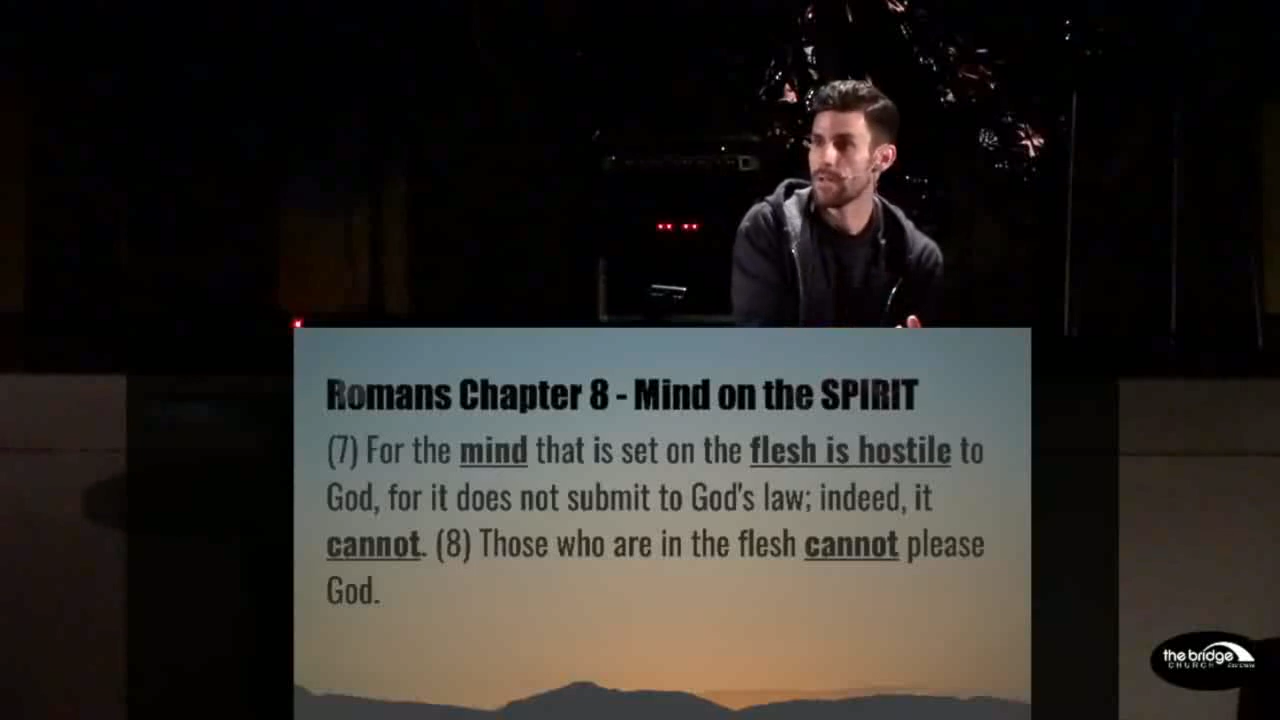 Romans Chapter 8 - Mind on the SPIRIT
(7) For the mind that is set on the flesh is hostile to
God, for it does not submit to God's law; indeed, it
cannot. (8) Those who are in the flesh cannot please
God.
the bridge
CHURCH